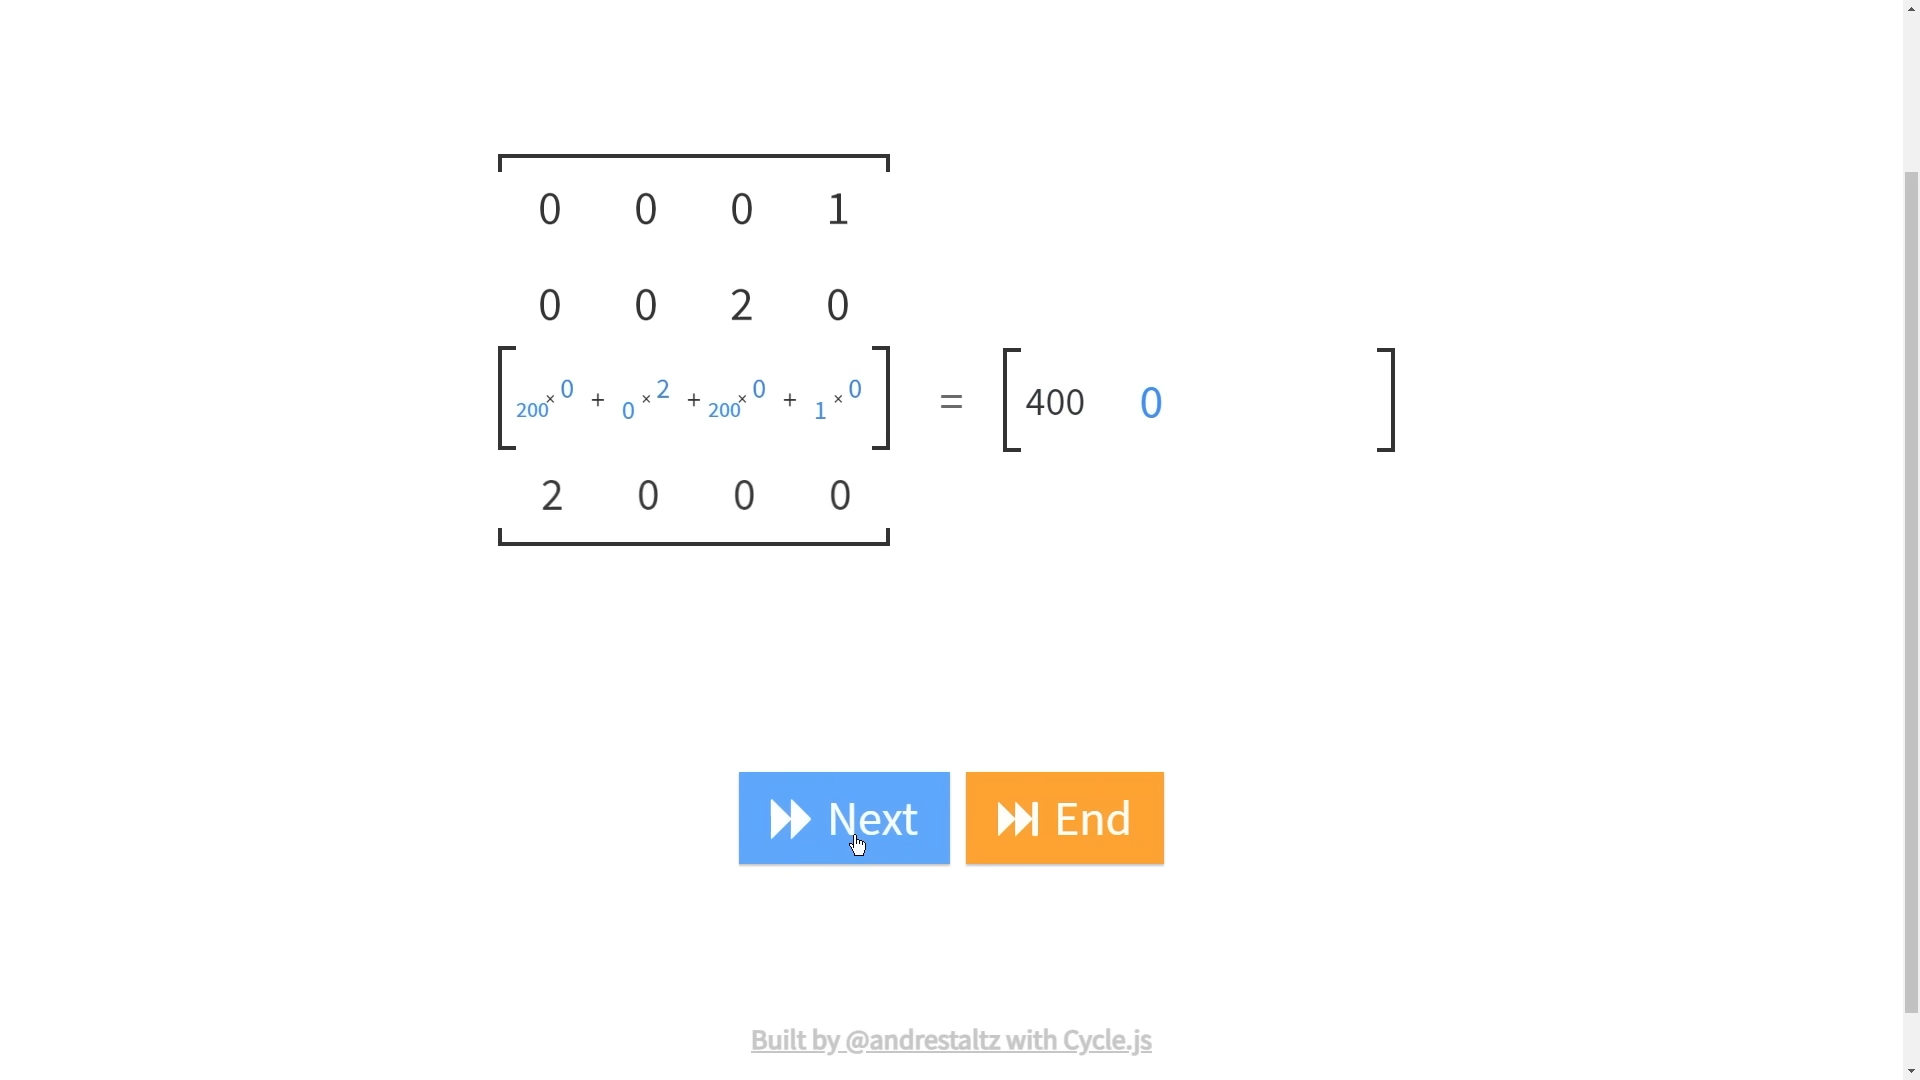 0 0 0 1
0 0 2 0
200 × 0 + 0 × 2 + 200 × 0 + 1 × 0 = 400 0
2 0 0 0
Next End
Built by @andrestaltz with Cycle.js